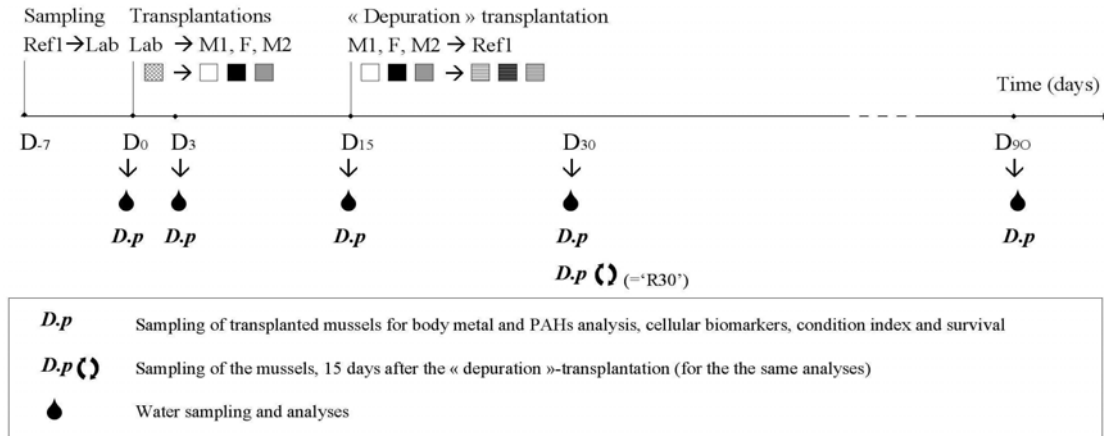 Sampling Transplantations « Depuration » transplantation
Ref1→Lab Lab → M1, F, M2 M1, F, M2 → Ref1
Time (days)
D-7 D0 D3 D15 D30 D90
D.p D.p D.p D.p D.p
D.p (=‘R30’)
D.p Sampling of transplanted mussels for body metal and PAHs analysis, cellular biomarkers, condition index and survival
D.p Sampling of the mussels, 15 days after the « depuration »-transplantation (for the the same analyses)
Water sampling and analyses